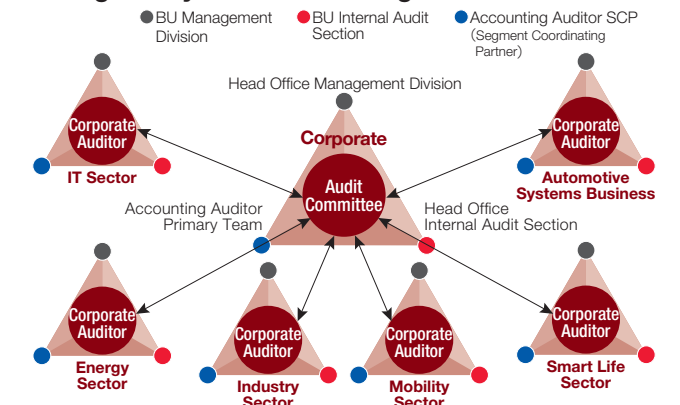 BU Management
Division
BU Internal Audit
Section
Accounting Auditor SCP
(Segment Coordinating
Partner)
Head Office Management Division
Corporate
Auditor
IT Sector
Corporate
Audit
Committee
Corporate
Auditor
Automotive
Systems Business
Accounting Auditor
Primary Team
Head Office
Internal Audit Section
Corporate
Auditor
Energy
Sector
Corporate
Auditor
Industry
Sector
Corporate
Auditor
Mobility
Sector
Corporate
Auditor
Smart Life
Sector